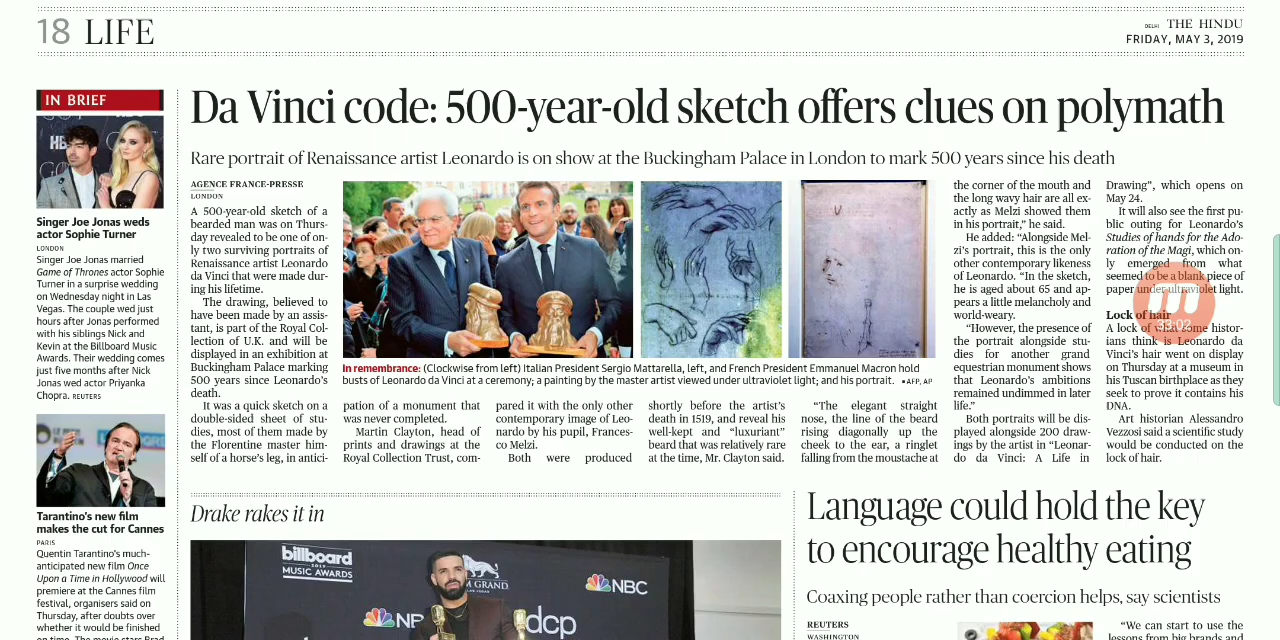 18 LIFE
DELHI THE HINDU
FRIDAY, MAY 3, 2019
IN BRIEF
HB
Singer Joe Jonas weds
actor Sophie Turner
LONDON
Singer Joe Jonas married
Game of Thrones actor Sophie
Turner in a surprise wedding
on Wednesday night in Las
Vegas. The couple wed just
hours after Jonas performed
with his siblings Nick and
Kevin at the Billboard Music
Awards. Their wedding comes
just five months after Nick
Jonas wed actor Priyanka
Chopra. REUTERS
Tarantino's new film
makes the cut for Cannes
PARIS
Quentin Tarantino's much-
anticipated new film Once
Upon a Time in Hollywood will
premiere at the Cannes film
festival, organisers said on
Thursday, after doubts over
whether it would be finished
on time. The movie stars Brad
Da Vinci code: 500-year-old sketch offers clues on polymath
Rare portrait of Renaissance artist Leonardo is on show at the Buckingham Palace in London to mark 500 years since his death
AGENCE FRANCE-PRESSE
LONDON
A 500-year-old sketch of a
bearded man was on Thurs-
day revealed to be one of on-
ly two surviving portraits of
Renaissance artist Leonardo
da Vinci that were made dur-
ing his lifetime.
The drawing, believed to
have been made by an assis-
tant, is part of the Royal Col-
lection of U.K. and will be
displayed in an exhibition at
Buckingham Palace marking
500 years since Leonardo's
death.
It was a quick sketch on a
double-sided sheet of stu-
dies, most of them made by
the Florentine master him-
self of a horse's leg, in antici-
In remembrance: (Clockwise from left) Italian President Sergio Mattarella, left, and French President Emmanuel Macron hold
busts of Leonardo da Vinci at a ceremony; a painting by the master artist viewed under ultraviolet light; and his portrait. ▪AFP, AP
pation of a monument that
was never completed.
Martin Clayton, head of
prints and drawings at the
Royal Collection Trust, com-
pared it with the only other
contemporary image of Leo-
nardo by his pupil, Frances-
co Melzi.
Both were produced
shortly before the artist's
death in 1519, and reveal his
well-kept and “luxuriant”
beard that was relatively rare
at the time, Mr. Clayton said.
“The elegant straight
nose, the line of the beard
rising diagonally up the
cheek to the ear, a ringlet
falling from the moustache at
the corner of the mouth and
the long wavy hair are all ex-
actly as Melzi showed them
in his portrait,” he said.
He added: “Alongside Mel-
zi's portrait, this is the only
other contemporary likeness
of Leonardo. “In the sketch,
he is aged about 65 and ap-
pears a little melancholy and
world-weary.
“However, the presence of
the portrait alongside stu-
dies for another grand
equestrian monument shows
that Leonardo's ambitions
remained undimmed in later
life.”
Both portraits will be dis-
played alongside 200 draw-
ings by the artist in “Leonar-
do da Vinci: A Life in
Drawing”, which opens on
May 24.
It will also see the first pu-
blic outing for Leonardo's
Studies of hands for the Ado-
ration of the Magi, which on-
ly emerged from what
seemed to be a blank piece of
paper under ultraviolet light.
Lock of hair
A lock of what some histor-
ians think is Leonardo da
Vinci's hair went on display
on Thursday at a museum in
his Tuscan birthplace as they
seek to prove it contains his
DNA.
Art historian Alessandro
Vezzosi said a scientific study
would be conducted on the
lock of hair.
33:02
Drake rakes it in
billboard
2019
MUSIC AWARDS
M GRAND
NBC
NB
dcp
Language could hold the key
to encourage healthy eating
Coaxing people rather than coercion helps, say scientists
REUTERS
WASHINGTON
“We can start to use the
lessons from big brands and